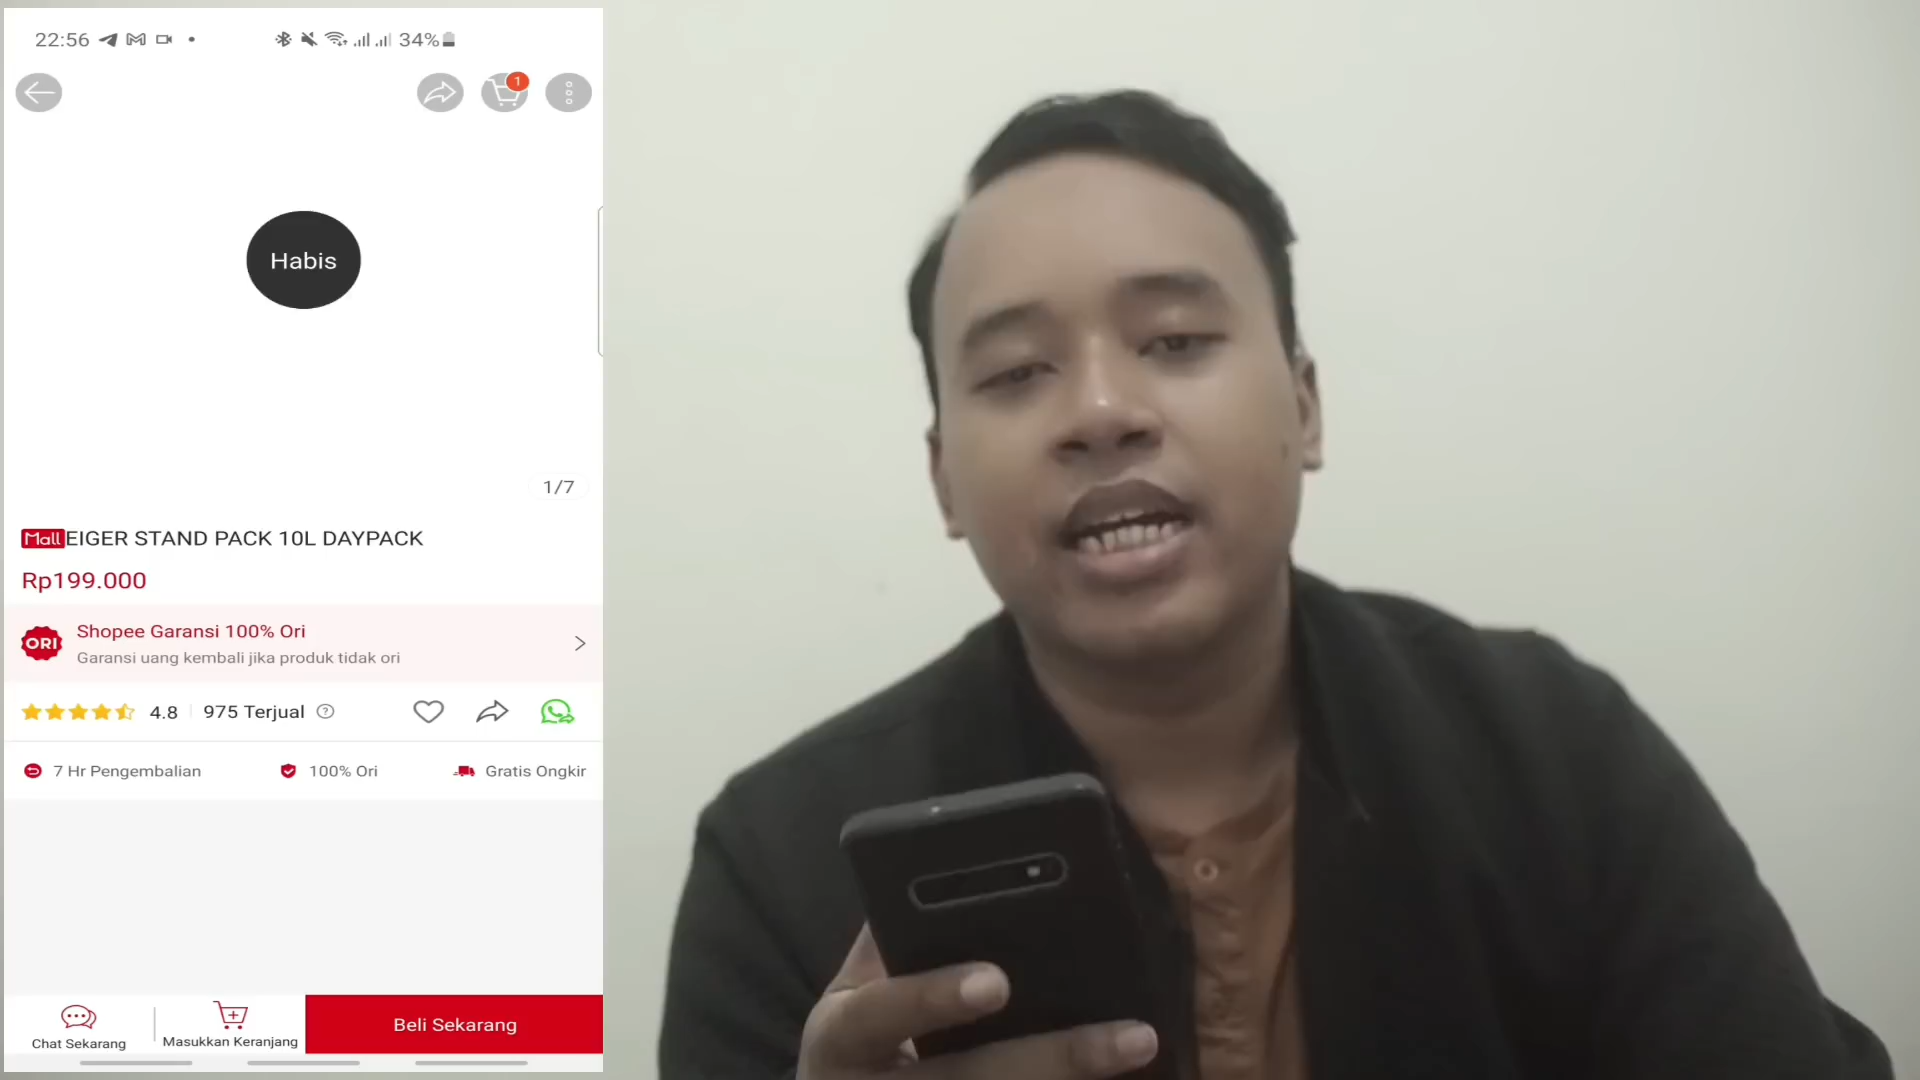 22:56
34%
1
Habis
1/7
Mall EIGER STAND PACK 10L DAYPACK
Rp199.000
ORI
Shopee Garansi 100% Ori
Garansi uang kembali jika produk tidak ori
4.8 975 Terjual ?
7 Hr Pengembalian 100% Ori Gratis Ongkir
Chat Sekarang
Masukkan Keranjang
Beli Sekarang